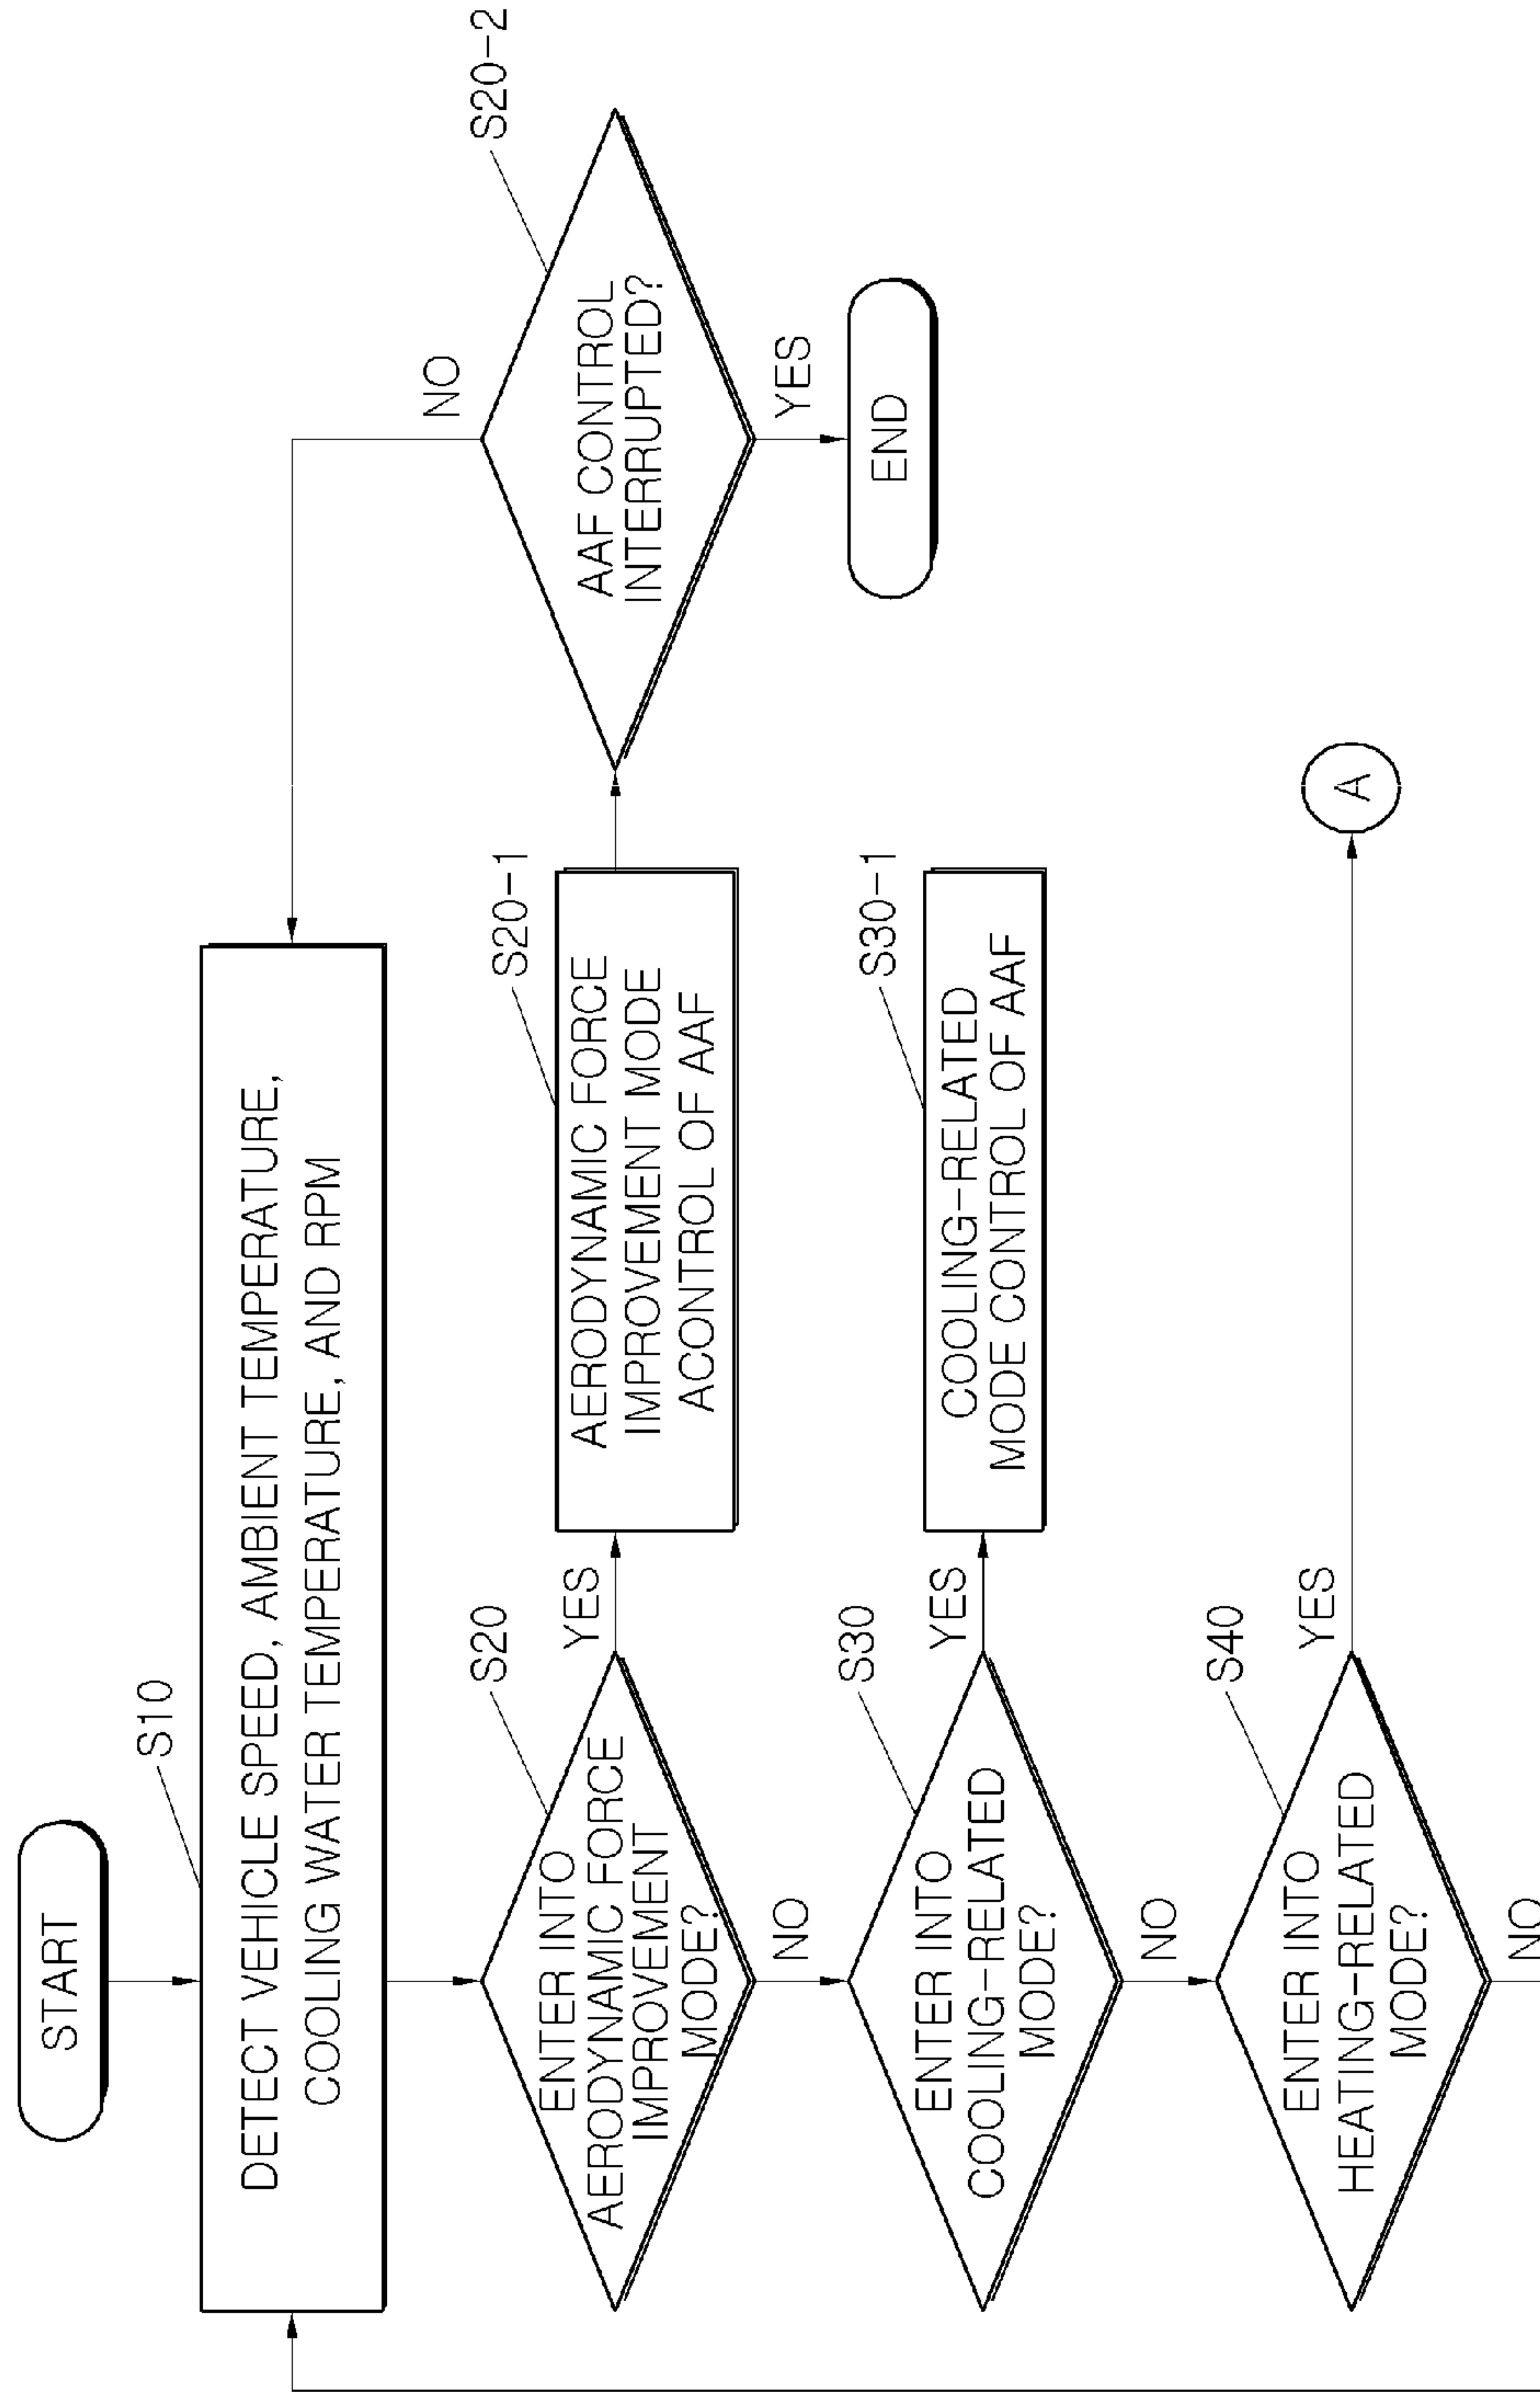 START
S10
DETECT VEHICLE SPEED, AMBIENT TEMPERATURE,
COOLING WATER TEMPERATURE, AND RPM
S20
ENTER INTO
AERODYNAMIC FORCE
IMPROVEMENT
MODE?
YES
NO
S20-1
AERODYNAMIC FORCE
IMPROVEMENT MODE
ACONTROL OF AAF
S20-2
AAF CONTROL
INTERRUPTED?
NO
YES
END
S30
ENTER INTO
COOLING-RELATED
MODE?
YES
NO
S30-1
COOLING-RELATED
MODE CONTROL OF AAF
S40
ENTER INTO
HEATING-RELATED
MODE?
YES
NO
A